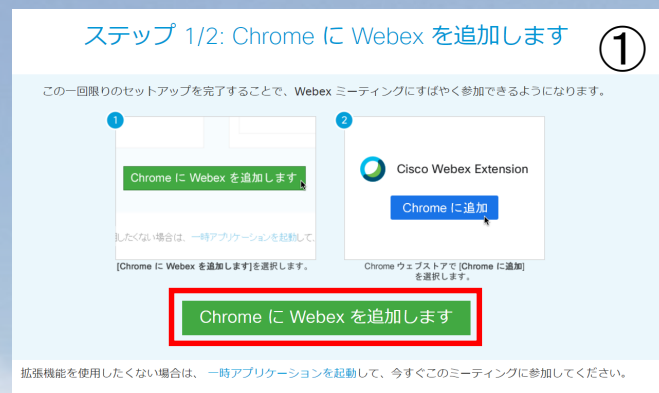 ステップ 1/2: Chrome に Webex を追加します
①
この一回限りのセットアップを完了することで、Webex ミーティングにすばやく参加できるようになります。
1
2
Chrome に Webex を追加します
用したくない場合は、一時アプリケーションを起動して、
Cisco Webex Extension
Chrome に追加
[Chrome に Webex を追加します]を選択します。
Chrome ウェブストアで [Chrome に追加]
を選択します。
Chrome に Webex を追加します
拡張機能を使用したくない場合は、 一時アプリケーションを起動して、今すぐこのミーティングに参加してください。